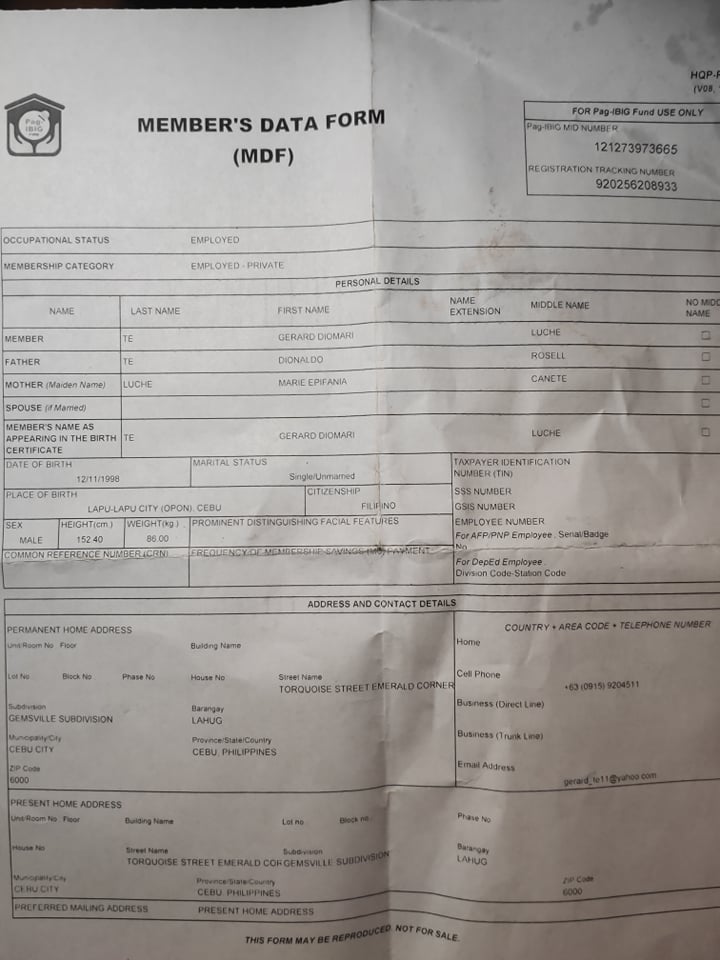 HQP-
(V08,
Pag-IBIG
FUND
MEMBER'S DATA FORM
(MDF)
FOR Pag-IBIG Fund USE ONLY
Pag-IBIG MID NUMBER
121273973665
REGISTRATION TRACKING NUMBER
920256208933
OCCUPATIONAL STATUS EMPLOYED
MEMBERSHIP CATEGORY EMPLOYED - PRIVATE
PERSONAL DETAILS
NAME LAST NAME FIRST NAME NAME EXTENSION MIDDLE NAME NO MIDD NAME
MEMBER TE GERARD DIOMARI LUCHE
FATHER TE DIONALDO ROSELL
MOTHER (Maiden Name) LUCHE MARIE EPIFANIA CANETE
SPOUSE (if Married)
MEMBER'S NAME AS
APPEARING IN THE BIRTH TE GERARD DIOMARI LUCHE
CERTIFICATE
DATE OF BIRTH MARITAL STATUS TAXPAYER IDENTIFICATION
NUMBER (TIN)
12/11/1998 Single/Unmarried
PLACE OF BIRTH CITIZENSHIP SSS NUMBER
LAPU-LAPU CITY (OPON), CEBU FILIPINO GSIS NUMBER
SEX HEIGHT(cm.) WEIGHT(kg.) PROMINENT DISTINGUISHING FACIAL FEATURES EMPLOYEE NUMBER
MALE 152.40 86.00 For AFP/PNP Employee, Serial/Badge
No
COMMON REFERENCE NUMBER (CRN) FREQUENCY OF MEMBERSHIP SAVINGS (MS) PAYMENT
For DepEd Employee,
Division Code-Station Code
ADDRESS AND CONTACT DETAILS
PERMANENT HOME ADDRESS COUNTRY + AREA CODE + TELEPHONE NUMBER
Unit/Room No Floor Building Name Home
Lot No Block No Phase No House No Street Name Cell Phone
TORQUOISE STREET EMERALD CORNER +63 (0915) 9204511
Subdivision Barangay Business (Direct Line)
GEMSVILLE SUBDIVISION LAHUG
Municipality/City Province/State/Country Business (Trunk Line)
CEBU CITY CEBU, PHILIPPINES
ZIP Code Email Address
6000 gerard_te11@yahoo.com
PRESENT HOME ADDRESS
Unit/Room No Floor Building Name Lot no Block no Phase No
House No Street Name Subdivision Barangay
TORQUOISE STREET EMERALD COR GEMSVILLE SUBDIVISION LAHUG
Municipality/City Province/State/Country ZIP Code
CEBU CITY CEBU, PHILIPPINES 6000
PREFERRED MAILING ADDRESS PRESENT HOME ADDRESS
THIS FORM MAY BE REPRODUCED. NOT FOR SALE.